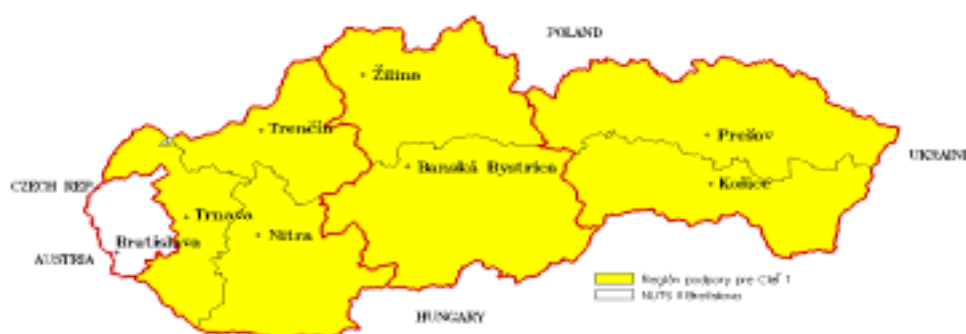 POLAND
Žilina
Trenčín
Prešov
Banská Bystrica
UKRAINE
Košice
CZECH REP.
Trnava
Nitra
Bratislava
AUSTRIA
Región podpory pre Cieľ 1
NUTS II Bratislava
HUNGARY